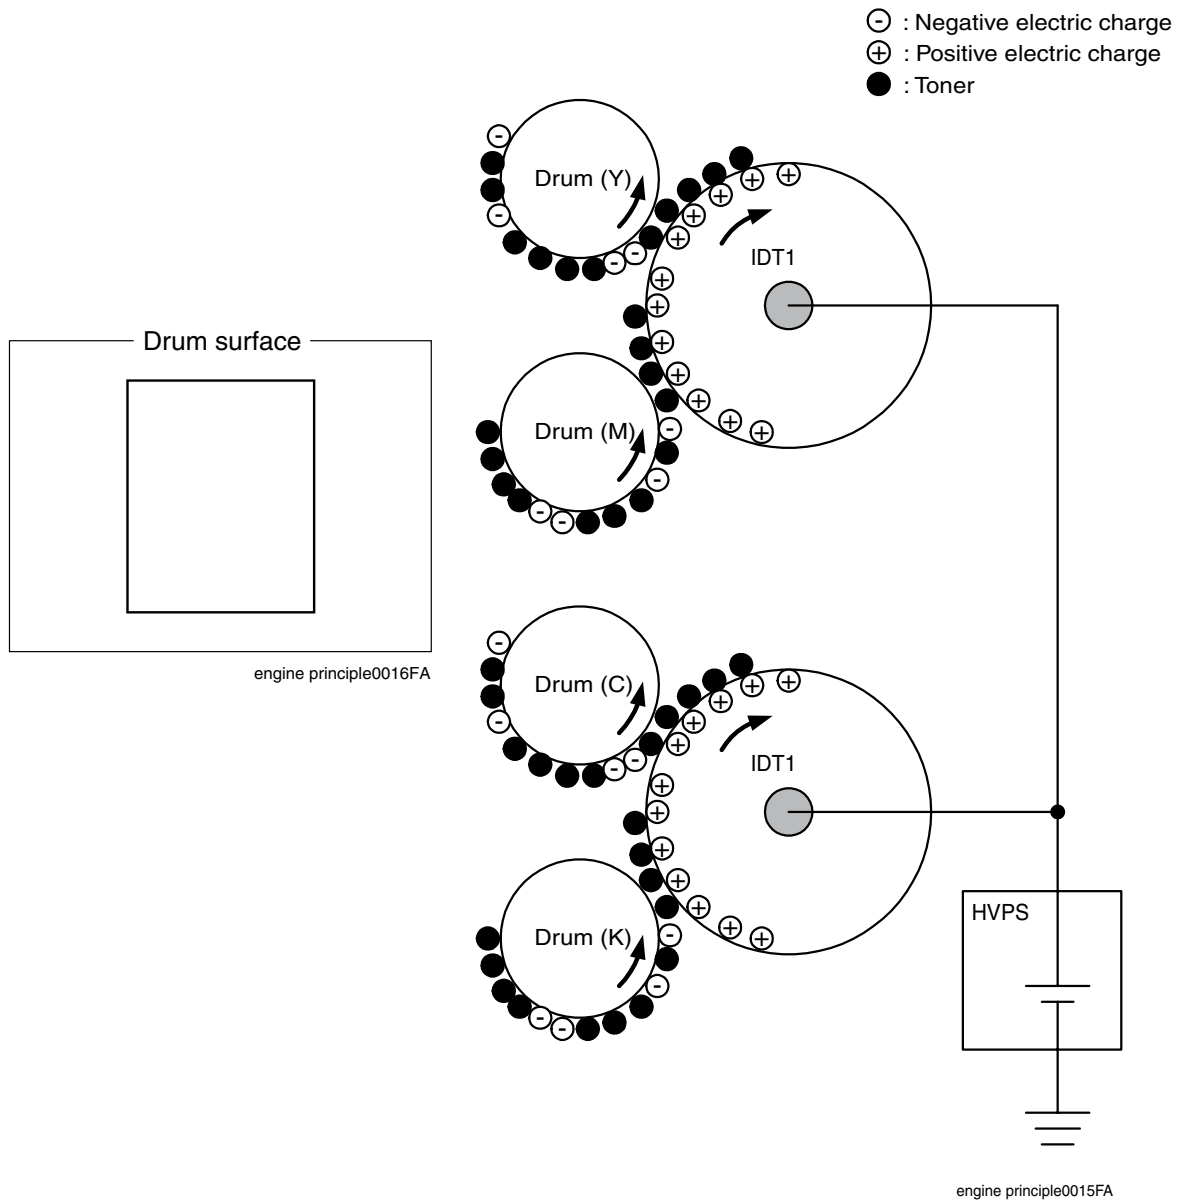 - : Negative electric charge
+ : Positive electric charge
: Toner
Drum (Y)
IDT1
Drum surface
Drum (M)
engine principle0016FA
Drum (C)
IDT1
HVPS
Drum (K)
engine principle0015FA